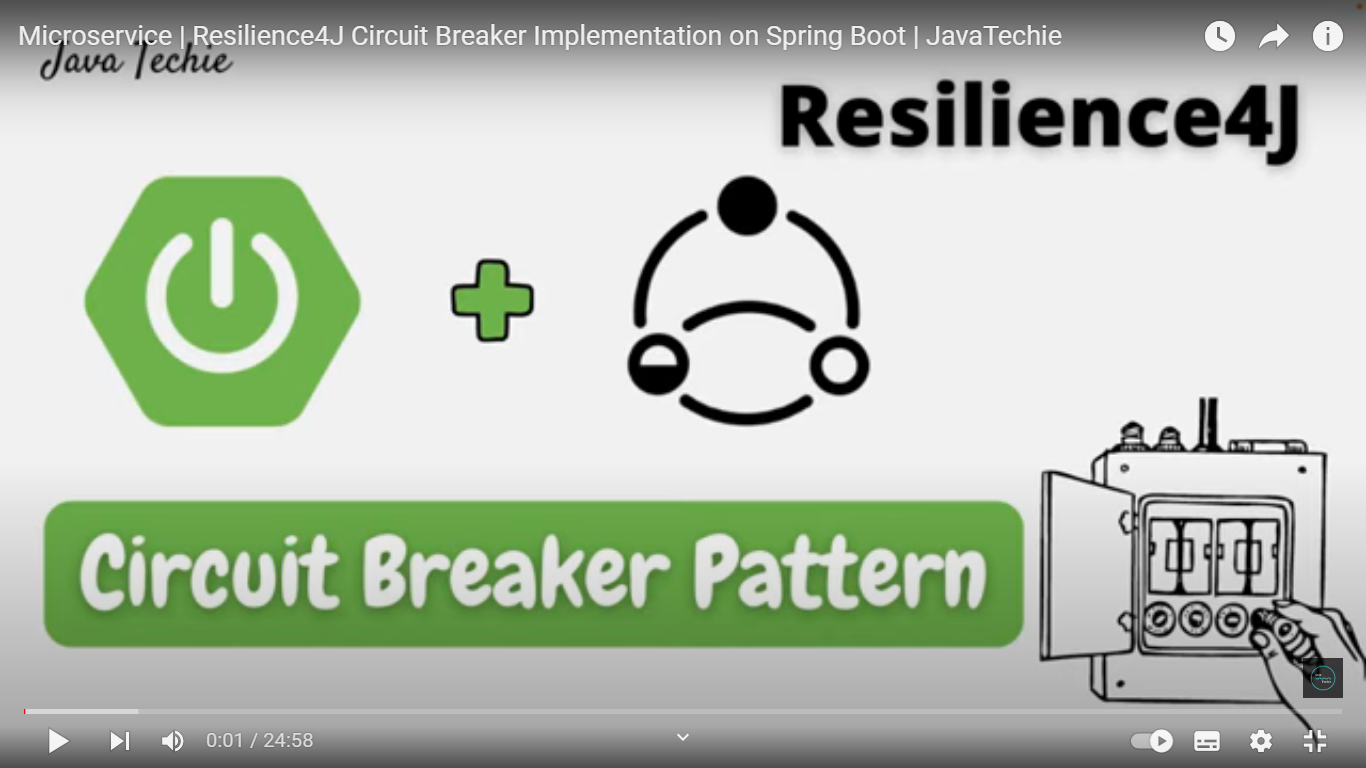 Microservice | Resilience4J Circuit Breaker Implementation on Spring Boot | JavaTechie
Java Techie
Resilience4J
Circuit Breaker Pattern
0:01 / 24:58